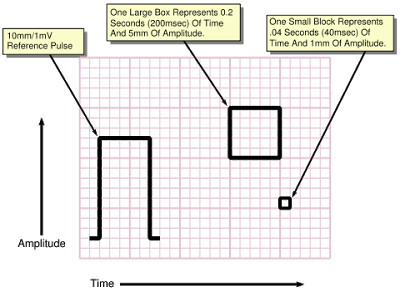 One Large Box Represents 0.2
Seconds (200msec) Of Time
And 5mm of Amplitude.
One Small Block Represents
.04 Seconds (40msec) Of
Time And 1mm Of Amplitude.
10mm/1mV
Reference Pulse
Amplitude
Time